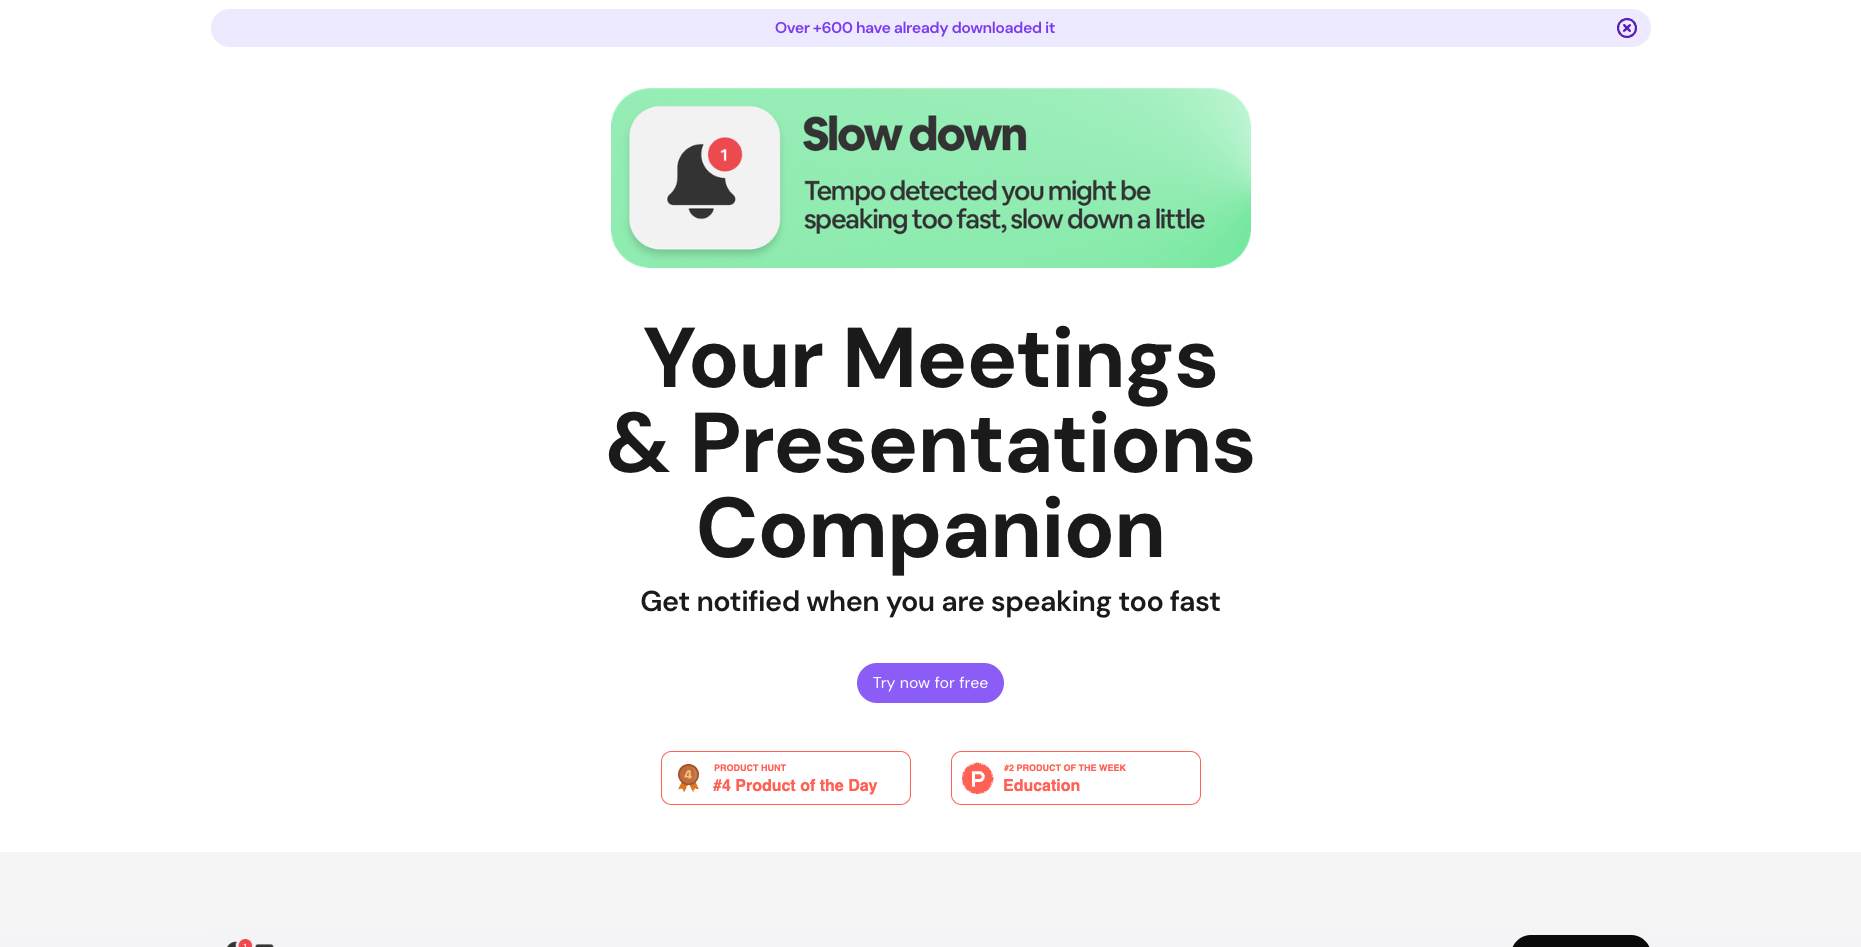 Over +600 have already downloaded it
1
Slow down
Tempo detected you might be
speaking too fast, slow down a little
Your Meetings
& Presentations
Companion
Get notified when you are speaking too fast
Try now for free
4
PRODUCT HUNT
#4 Product of the Day
P
#2 PRODUCT OF THE WEEK
Education